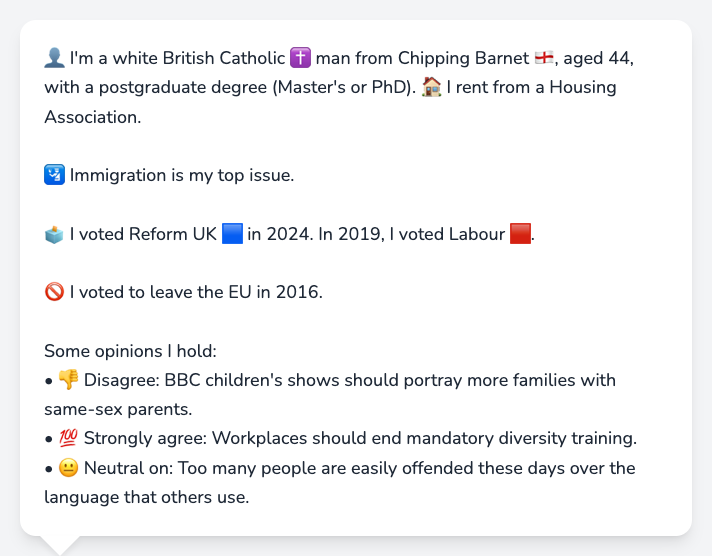 👤 I'm a white British Catholic ✝️ man from Chipping Barnet 🏴󠁧󠁢󠁥󠁮󠁧󠁿, aged 44,
with a postgraduate degree (Master's or PhD). 🏠 I rent from a Housing
Association.
🛂 Immigration is my top issue.
🗳️ I voted Reform UK 🟦 in 2024. In 2019, I voted Labour 🟥.
🚫 I voted to leave the EU in 2016.
Some opinions I hold:
• 👎 Disagree: BBC children's shows should portray more families with
same-sex parents.
• 💯 Strongly agree: Workplaces should end mandatory diversity training.
• 😐 Neutral on: Too many people are easily offended these days over the
language that others use.